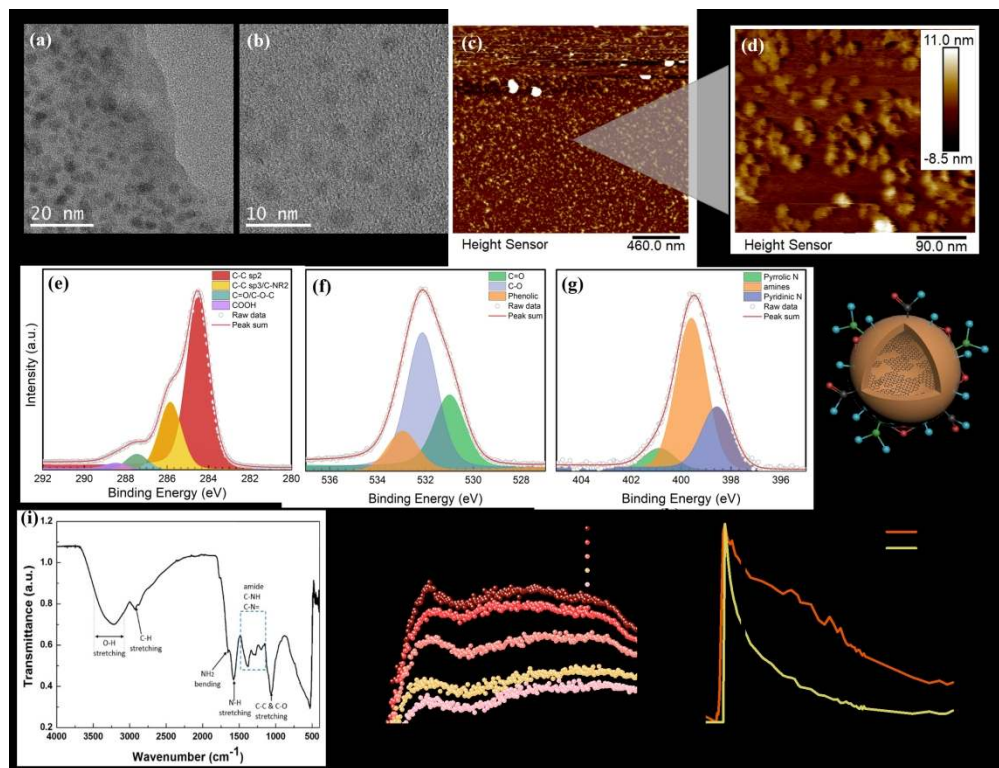 (a)
20 nm
(b)
10 nm
(c)
Height Sensor
460.0 nm
(d)
11.0 nm
-8.5 nm
Height Sensor
90.0 nm
(e)
C-C sp2
C-C sp3/C-NR2
C=O/C-O-C
COOH
Raw data
Peak sum
Intensity (a.u.)
292 290 288 286 284 282 280
Binding Energy (eV)
(f)
C=O
C-O
Phenolic
Raw data
Peak sum
536 534 532 530 528
Binding Energy (eV)
(g)
Pyrrolic N
amines
Pyridinic N
Raw data
Peak sum
404 402 400 398 396
Binding Energy (eV)
(i)
1.2
1.0
0.8
0.6
0.4
0.2
Transmittance (a.u.)
O-H
stretching
C-H
stretching
NH2
bending
N-H
stretching
amide
C-NH
C-N=
C-C & C-O
stretching
4000 3500 3000 2500 2000 1500 1000 500
Wavenumber (cm-1)